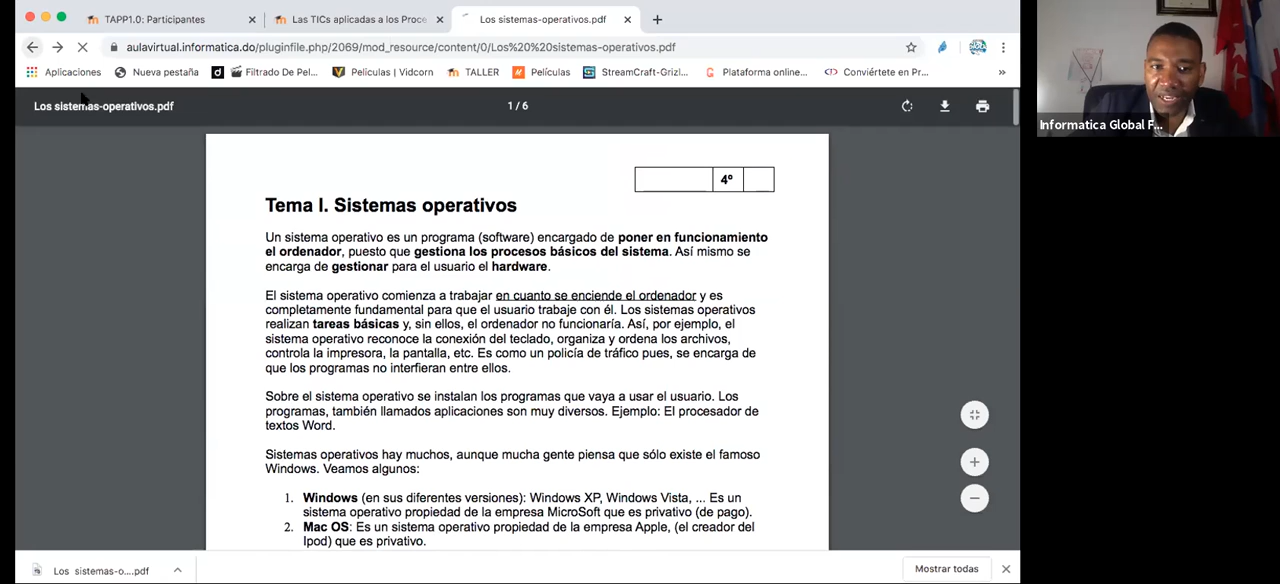 TAPP1.0: Participantes
Las TICs aplicadas a los Proce
Los sistemas-operativos.pdf
aulavirtual.informatica.do/pluginfile.php/2069/mod_resource/content/0/Los%20%20sistemas-operativos.pdf
Aplicaciones
Nueva pestaña
Filtrado De Pel...
Películas | Vidcorn
TALLER
Películas
StreamCraft-Grizl...
Plataforma online...
Conviértete en Pr...
»
Los sistemas-operativos.pdf
1 / 6
4º
Tema I. Sistemas operativos
Un sistema operativo es un programa (software) encargado de poner en funcionamiento
el ordenador, puesto que gestiona los procesos básicos del sistema. Así mismo se
encarga de gestionar para el usuario el hardware.
El sistema operativo comienza a trabajar en cuanto se enciende el ordenador y es
completamente fundamental para que el usuario trabaje con él. Los sistemas operativos
realizan tareas básicas y, sin ellos, el ordenador no funcionaría. Así, por ejemplo, el
sistema operativo reconoce la conexión del teclado, organiza y ordena los archivos,
controla la impresora, la pantalla, etc. Es como un policía de tráfico pues, se encarga de
que los programas no interfieran entre ellos.
Sobre el sistema operativo se instalan los programas que vaya a usar el usuario. Los
programas, también llamados aplicaciones son muy diversos. Ejemplo: El procesador de
textos Word.
Sistemas operativos hay muchos, aunque mucha gente piensa que sólo existe el famoso
Windows. Veamos algunos:
1. Windows (en sus diferentes versiones): Windows XP, Windows Vista, ... Es un
sistema operativo propiedad de la empresa MicroSoft que es privativo (de pago).
2. Mac OS: Es un sistema operativo propiedad de la empresa Apple, (el creador del
Ipod) que es privativo.
Los sistemas-o....pdf
Mostrar todas
Informatica Global F...